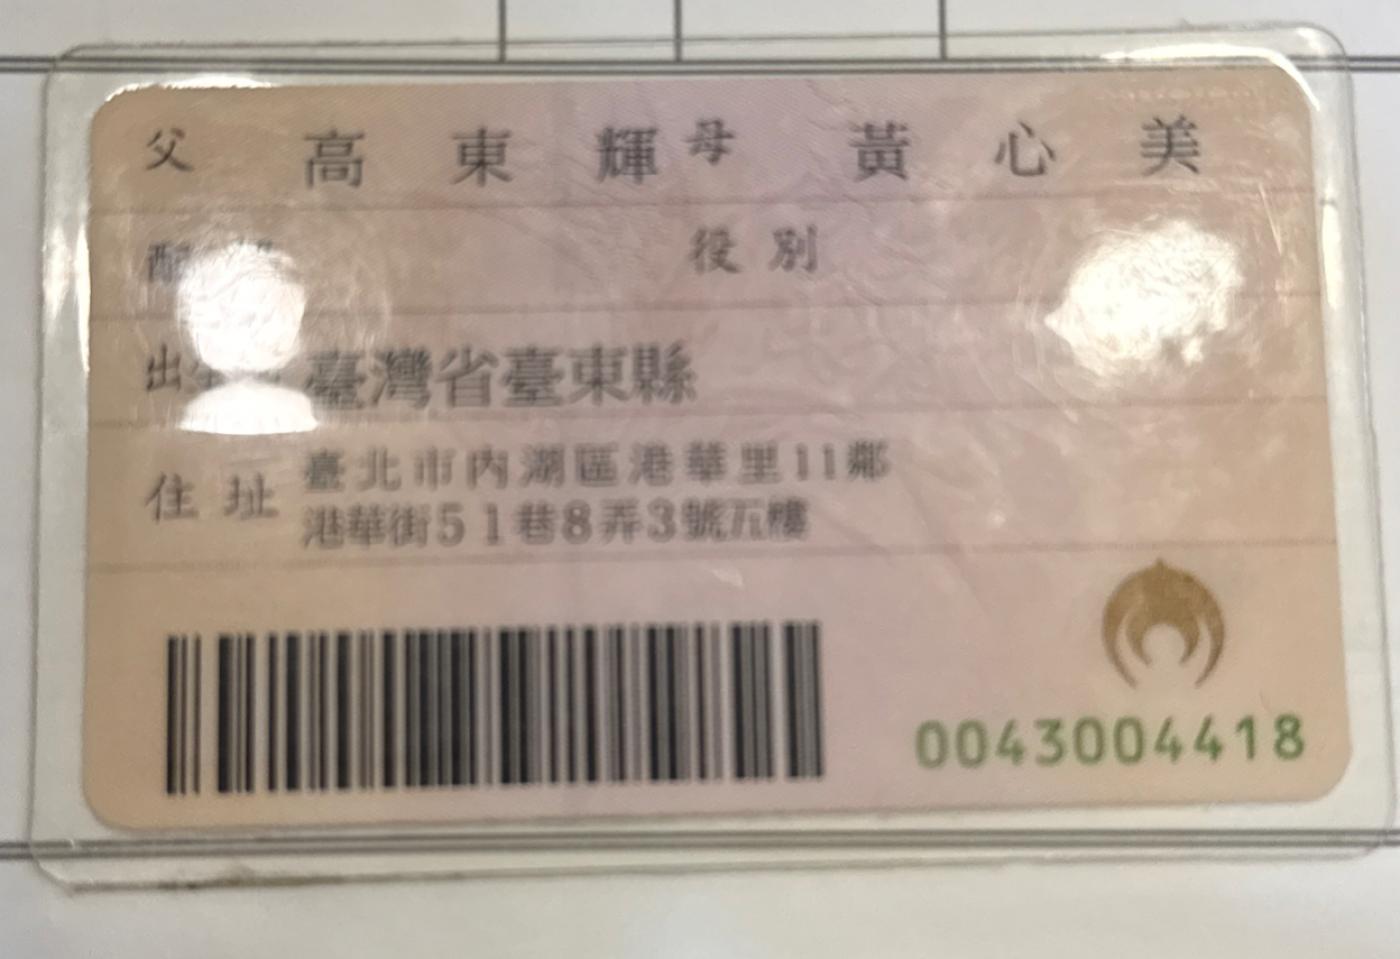 父 高東輝 母 黃心美
役別
臺灣省臺東縣
住址 臺北市內湖區港華里11鄰
港華街51巷8弄3號五樓
0043004418